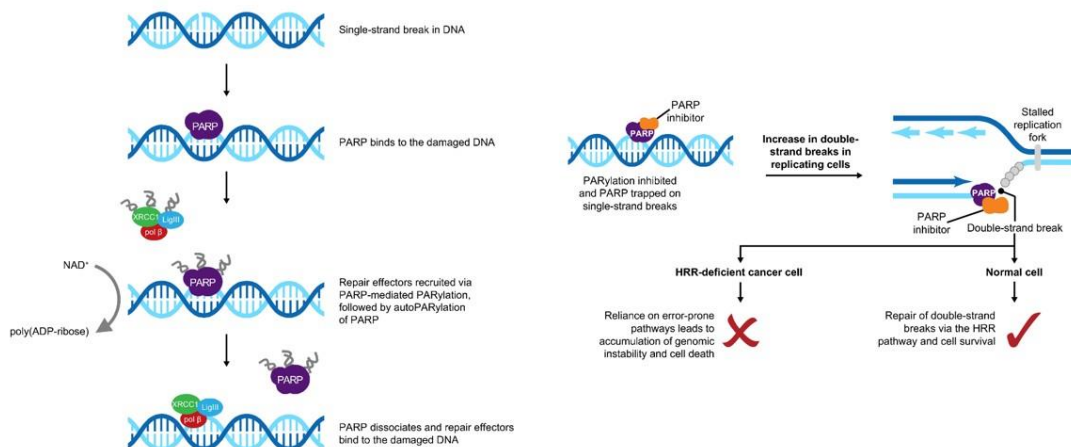 Single-strand break in DNA
PARP
PARP binds to the damaged DNA
XRCC1
LigIII
pol β
NAD⁺
poly(ADP-ribose)
PARP
Repair effectors recruited via
PARP-mediated PARylation,
followed by autoPARylation
of PARP
PARP
XRCC1
LigIII
pol β
PARP dissociates and repair effectors
bind to the damaged DNA
PARP
inhibitor
PARP
PARylation inhibited
and PARP trapped on
single-strand breaks
Increase in double-
strand breaks in
replicating cells
Stalled
replication
fork
PARP
PARP
inhibitor
Double-strand break
HRR-deficient cancer cell
Reliance on error-prone
pathways leads to
accumulation of genomic
instability and cell death
Normal cell
Repair of double-strand
breaks via the HRR
pathway and cell survival